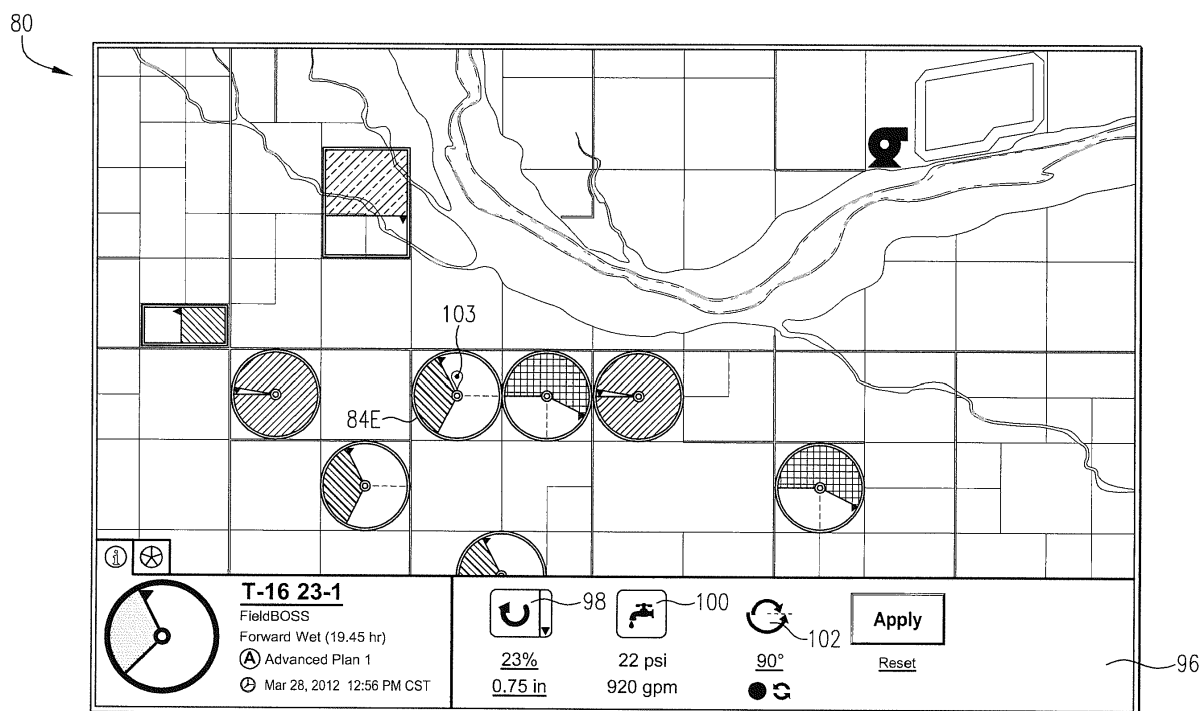 80
103
84E
T-16 23-1
FieldBOSS
Forward Wet (19.45 hr)
A Advanced Plan 1
Mar 28, 2012 12:56 PM CST
98
23%
0.75 in
100
22 psi
920 gpm
102
90°
Apply
Reset
96